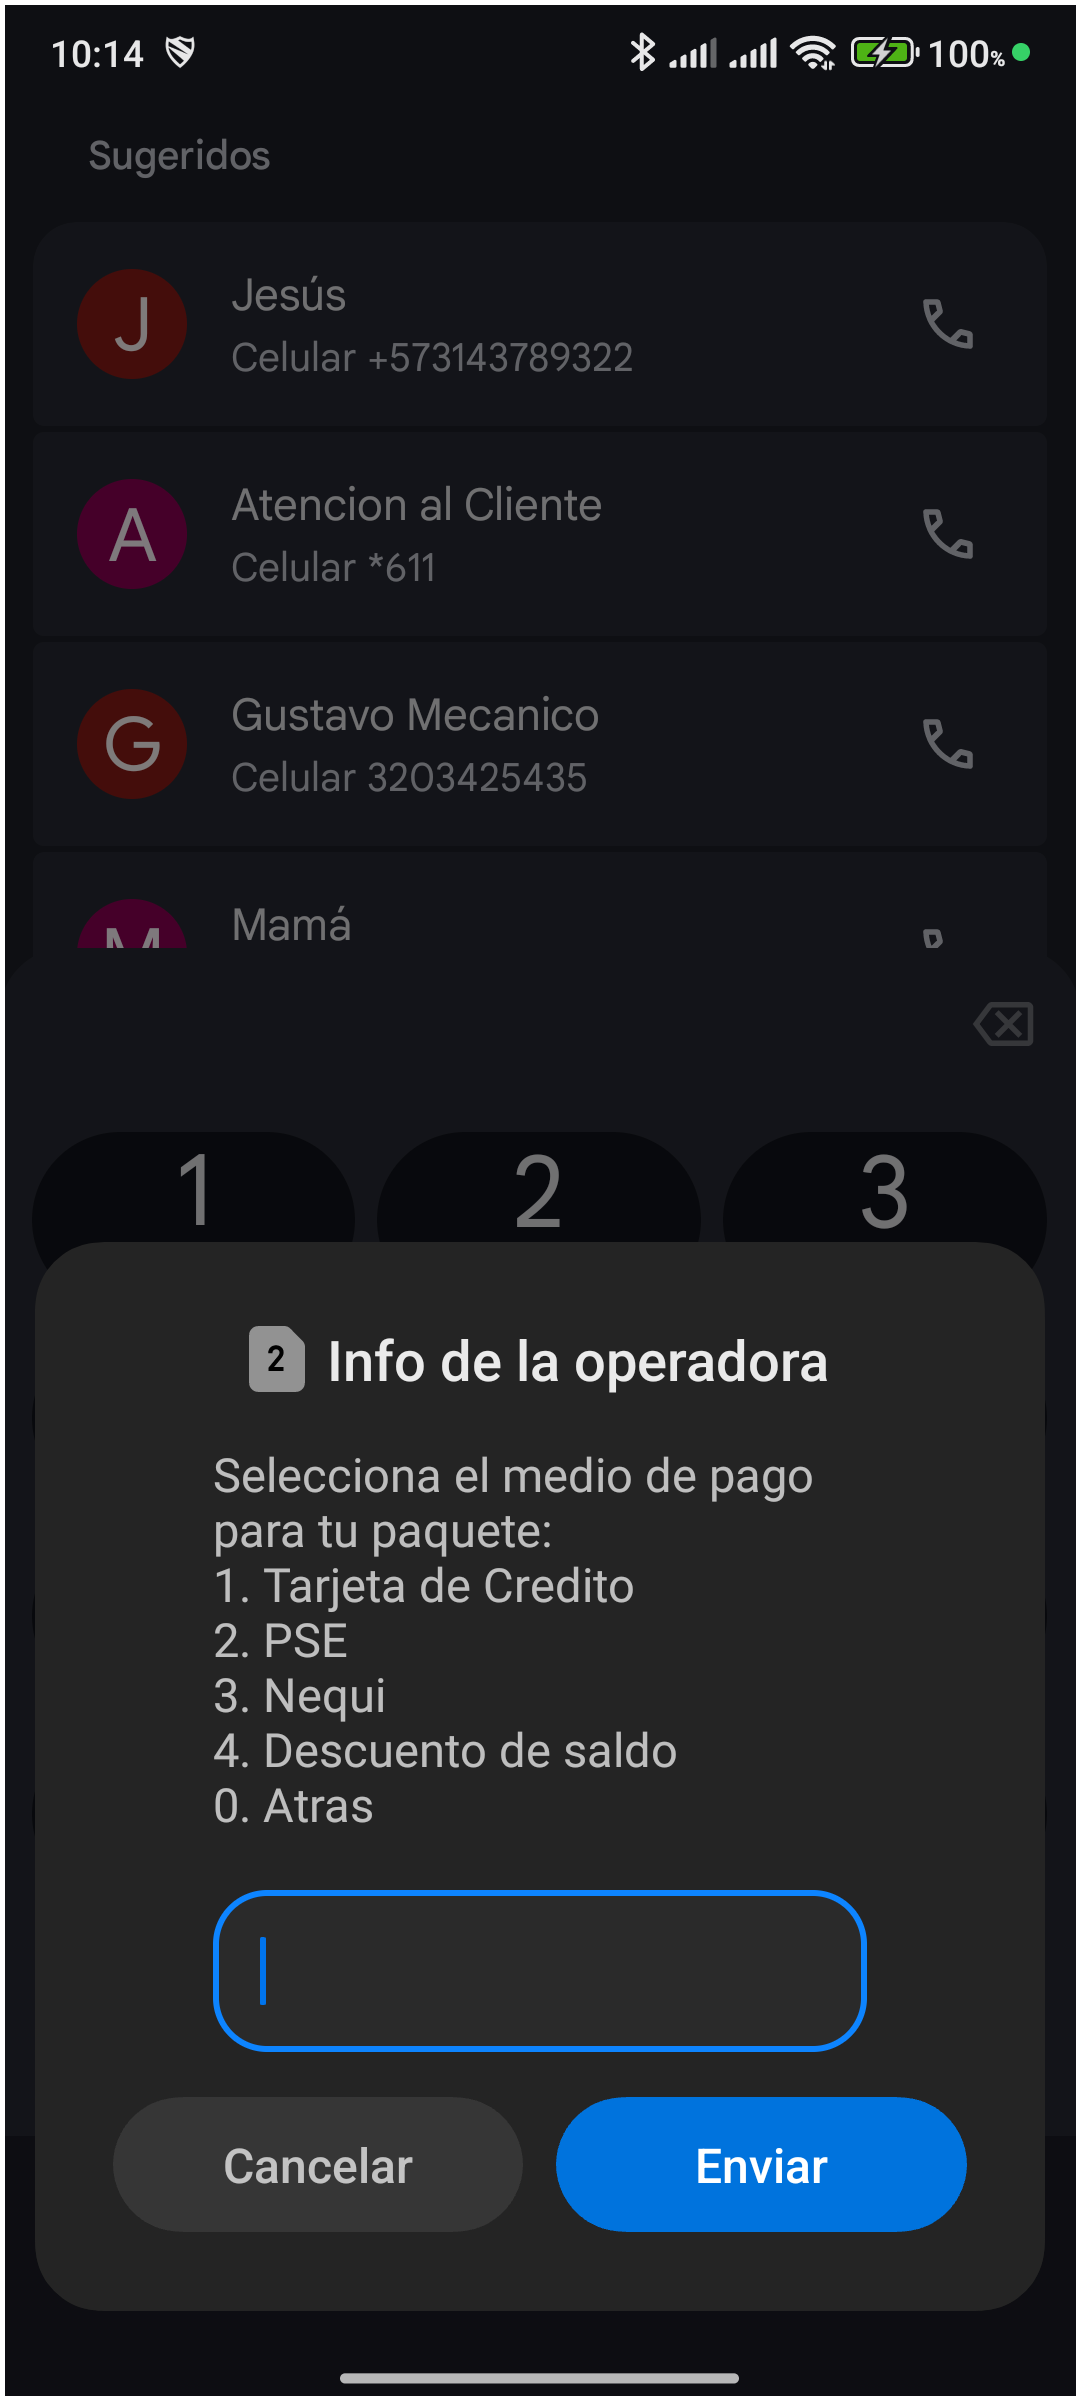 10:14 100%
Sugeridos
J Jesús
Celular +573143789322
A Atencion al Cliente
Celular *611
G Gustavo Mecanico
Celular 3203425435
M Mamá
1 2 3
2 Info de la operadora
Selecciona el medio de pago
para tu paquete:
1. Tarjeta de Credito
2. PSE
3. Nequi
4. Descuento de saldo
0. Atras
Cancelar Enviar